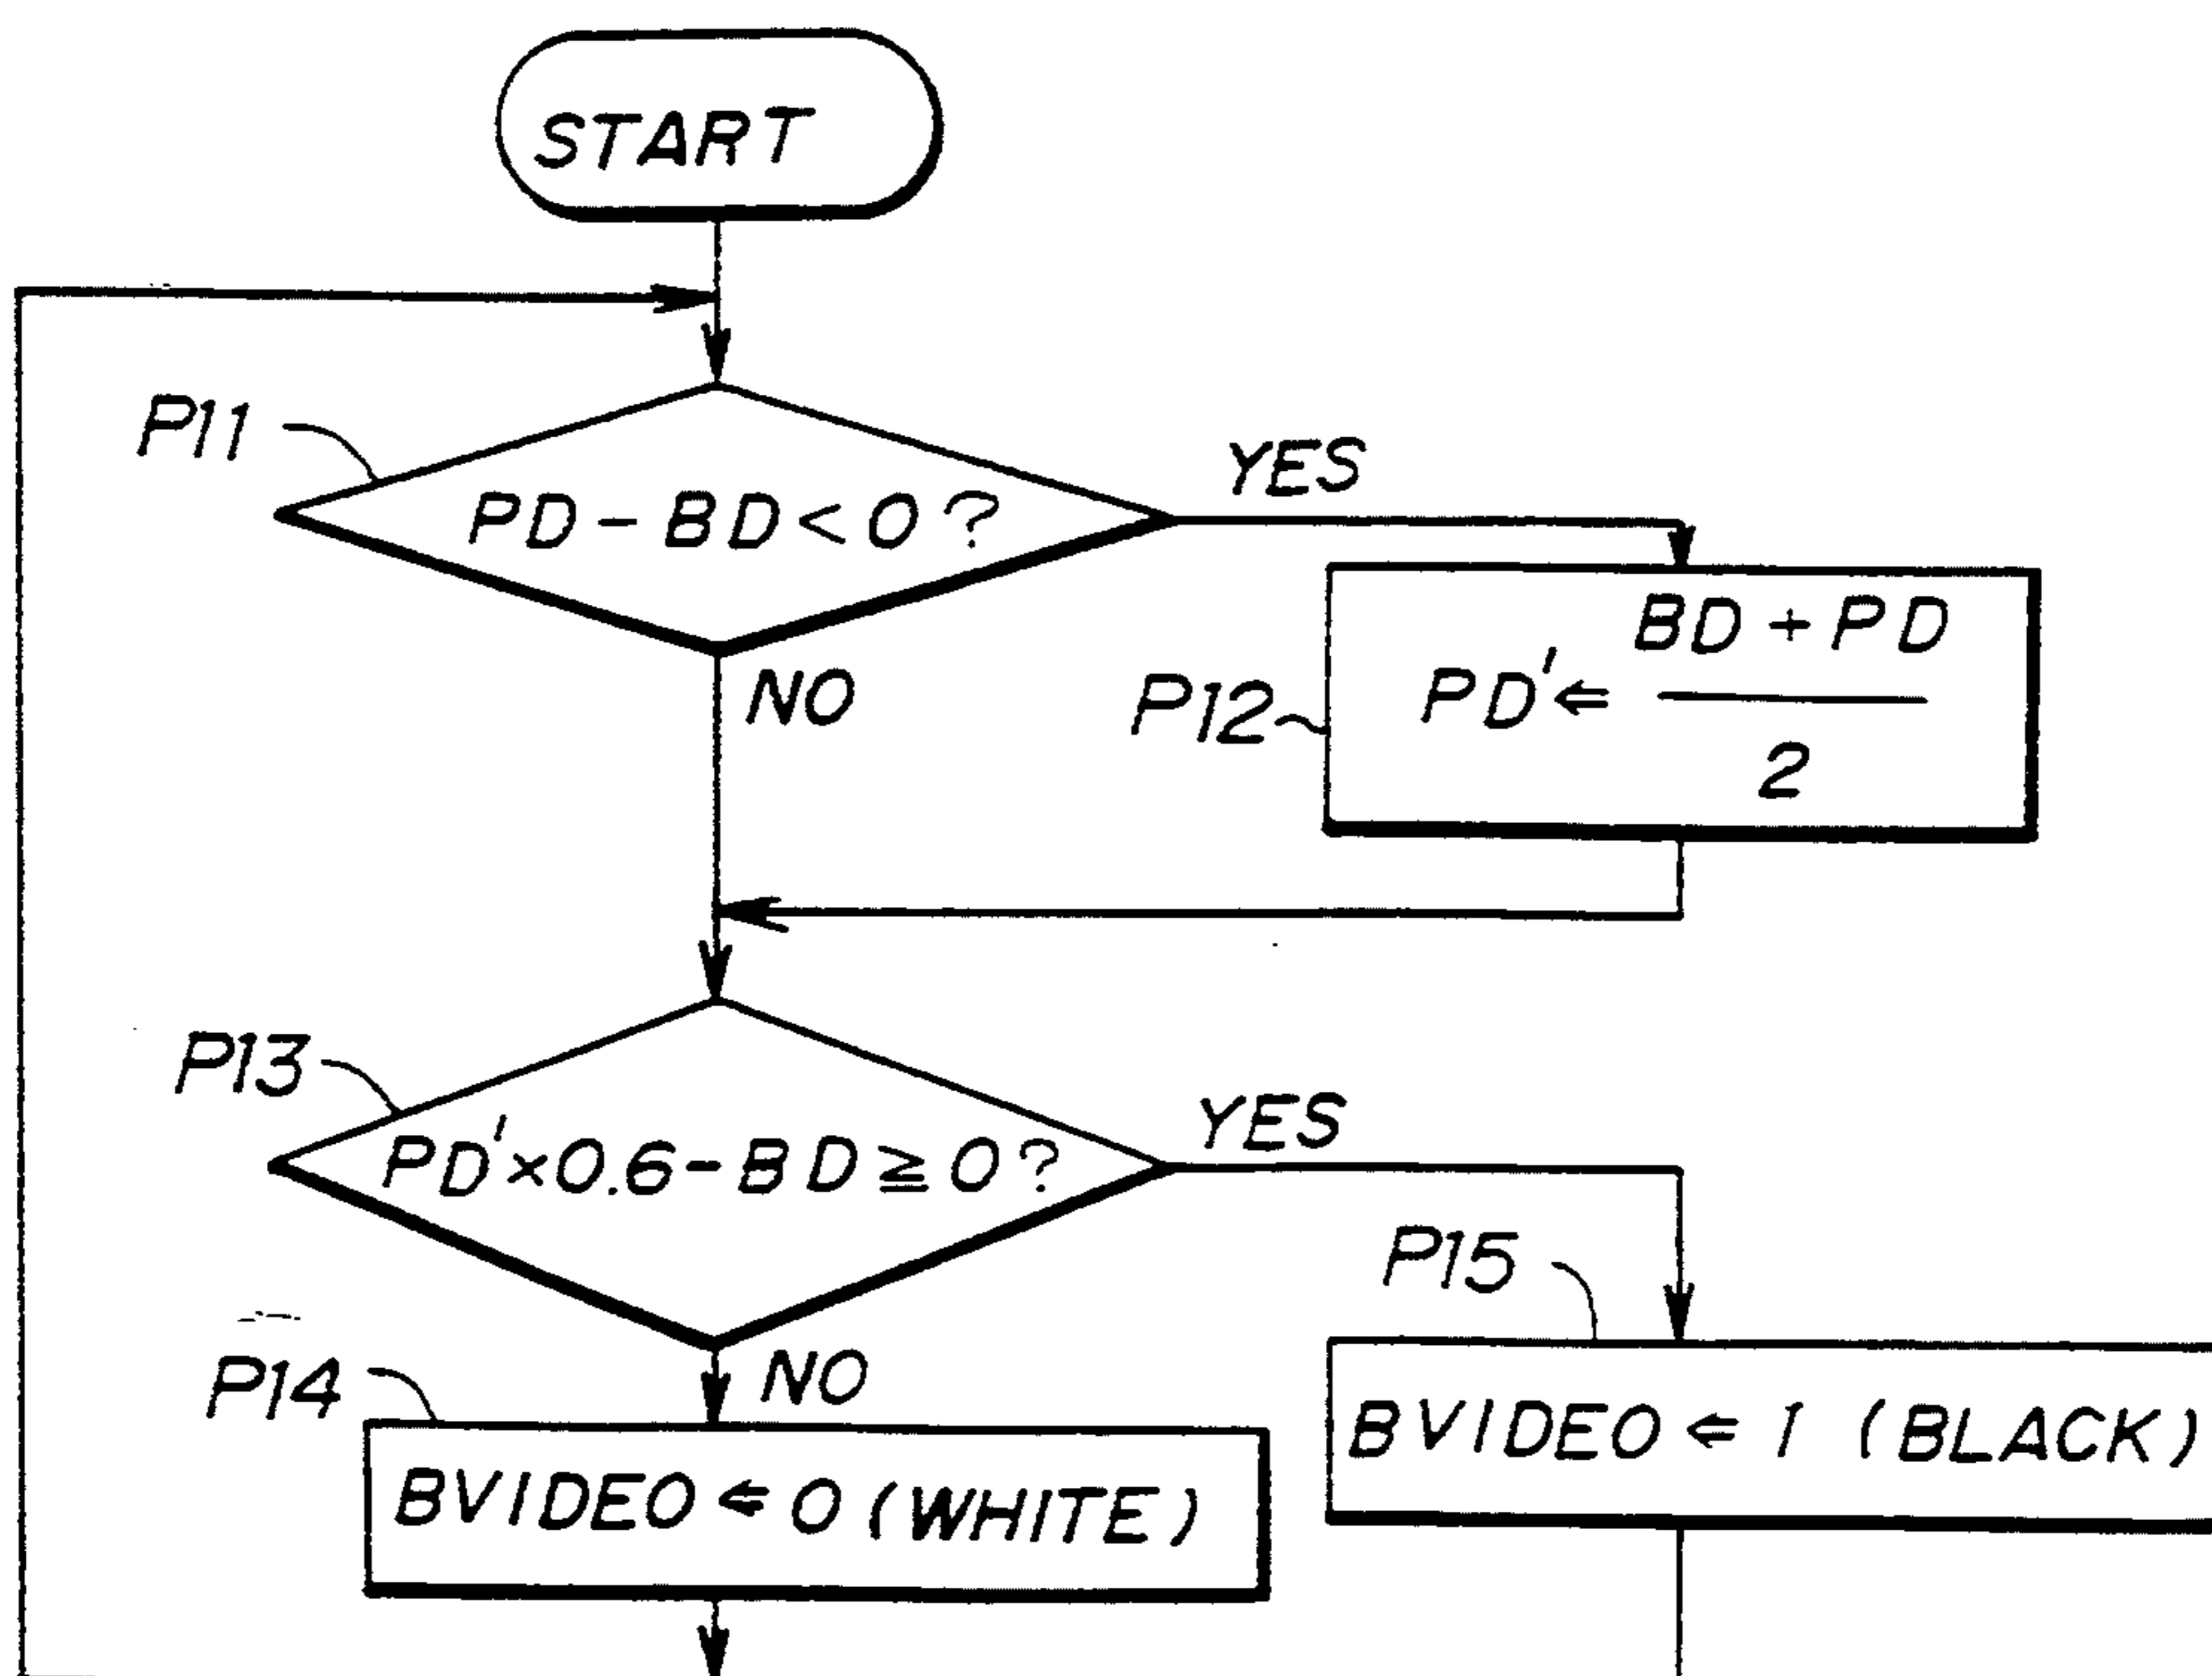 START
P11
PD-BD<0?
YES
NO
P12
PD'⇐ BD+PD
2
P13
PD'×0.6-BD≧0?
YES
NO
P14
BVIDEO⇐0(WHITE)
P15
BVIDEO⇐1 (BLACK)